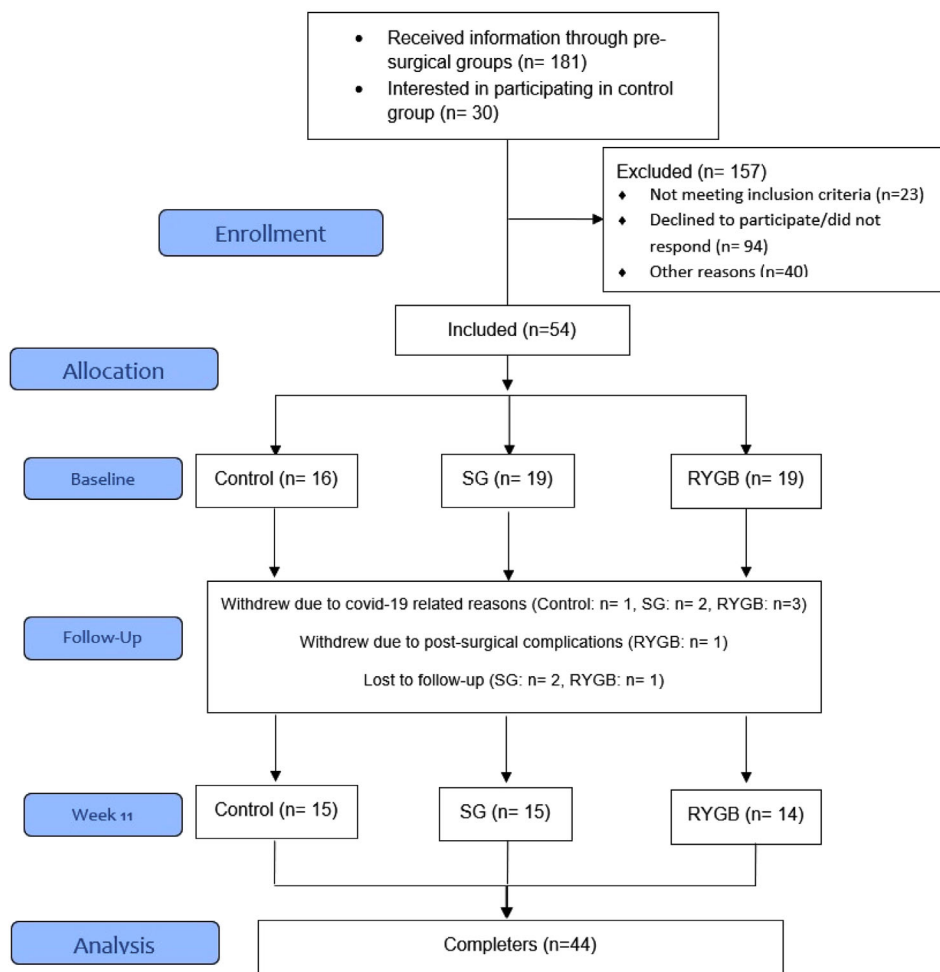 • Received information through pre-
surgical groups (n= 181)
• Interested in participating in control
group (n= 30)
Excluded (n= 157)
♦ Not meeting inclusion criteria (n=23)
♦ Declined to participate/did not
respond (n= 94)
♦ Other reasons (n=40)
Enrollment
Included (n=54)
Allocation
Baseline
Control (n= 16)
SG (n= 19)
RYGB (n= 19)
Follow-Up
Withdrew due to covid-19 related reasons (Control: n= 1, SG: n= 2, RYGB: n=3)
Withdrew due to post-surgical complications (RYGB: n= 1)
Lost to follow-up (SG: n= 2, RYGB: n= 1)
Week 11
Control (n= 15)
SG (n= 15)
RYGB (n= 14)
Analysis
Completers (n=44)